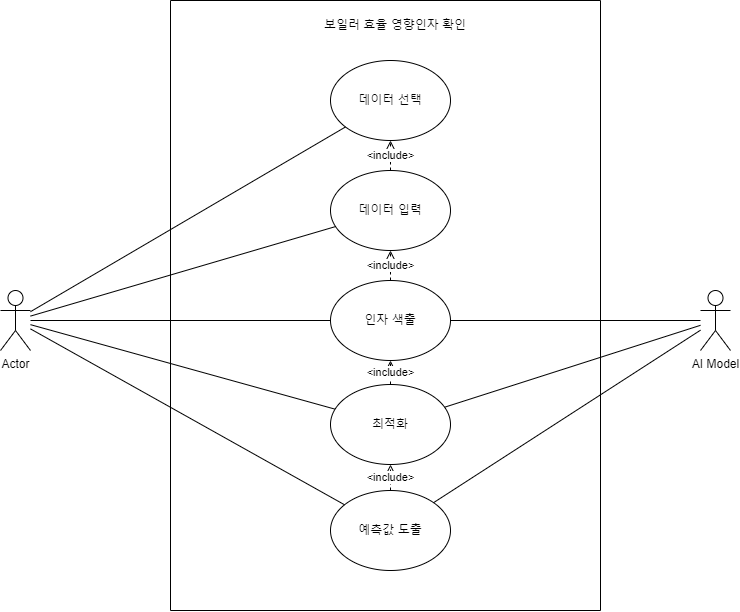 보일러 효율 영향인자 확인
데이터 선택
<include>
데이터 입력
<include>
인자 색출
<include>
최적화
<include>
예측값 도출
Actor
AI Model